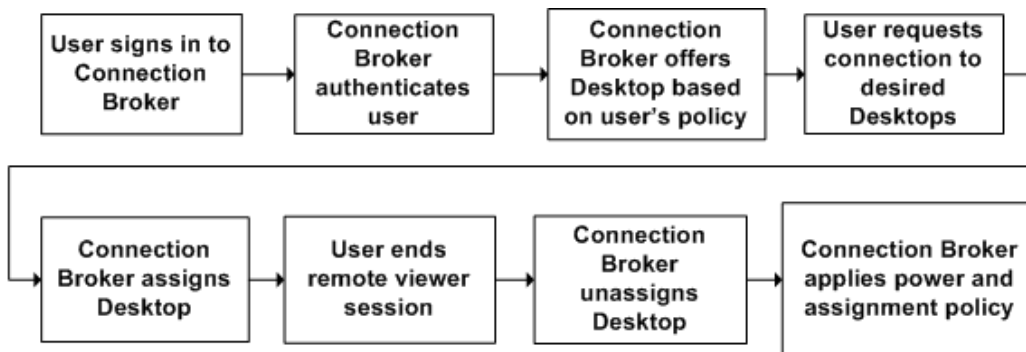 User signs in to
Connection
Broker
Connection
Broker
authenticates
user
Connection
Broker offers
Desktop based
on user's policy
User requests
connection to
desired
Desktops
Connection
Broker assigns
Desktop
User ends
remote viewer
session
Connection
Broker
unassigns
Desktop
Connection Broker
applies power and
assignment policy